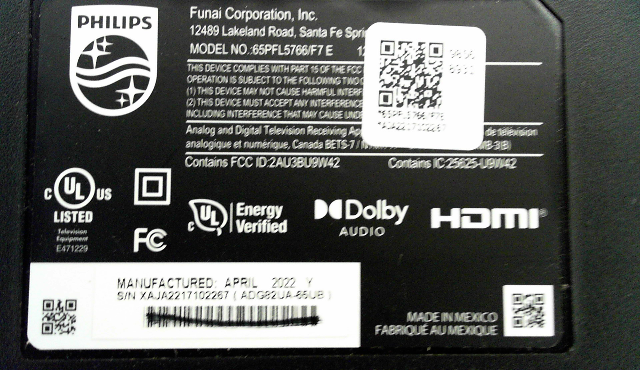 PHILIPS
Funai Corporation, Inc.
12489 Lakeland Road, Santa Fe
MODEL NO.:65PFL5766/F7 E
THIS DEVICE COMPLIES WITH PART 15 OF THE FCC
OPERATION IS SUBJECT TO THE FOLLOWING TWO
(1) THIS DEVICE MAY NOT CAUSE HARMFUL
(2) THIS DEVICE MUST ACCEPT ANY INTERFERENCE
INCLUDING INTERFERENCE THAT MAY CAUSE
Analog and Digital Television Receiving de télévision
analogique et numérique, Canada BETS-7 /
Contains FCC ID:2AU3BU9W42 Contains IC:25625-U9W42
C UL US
LISTED
Television
Equipment
E471229
FC
C UL Energy
Verified
Dolby
AUDIO
HDMI
MANUFACTURED: APRIL 2022 Y
S/N XAJA2217102267 ( ADG82UA-65UB )
MADE IN MEXICO
FABRIQUÉ AU MEXIQUE